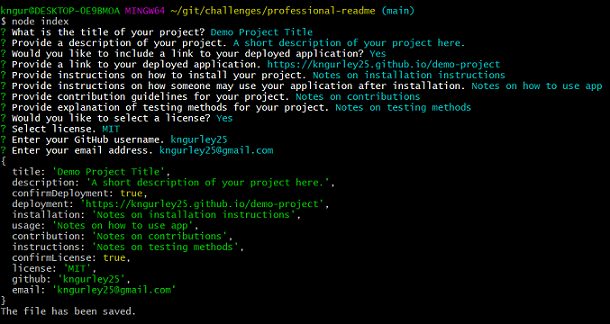 kngur@DESKTOP-OE9BMOA MINGW64 ~/git/challenges/professional-readme (main)
$ node index
? What is the title of your project? Demo Project Title
? Provide a description of your project. A short description of your project here.
? Would you like to include a link to your deployed application? Yes
? Provide a link to your deployed application. https://kngurley25.github.io/demo-project
? Provide instructions on how to install your project. Notes on installation instructions
? Provide instructions on how someone may use your application after installation. Notes on how to use app
? Provide contribution guidelines for your project. Notes on contributions
? Provide explanation of testing methods for your project. Notes on testing methods
? Would you like to select a license? Yes
? Select license. MIT
? Enter your GitHub username. kngurley25
? Enter your email address. kngurley25@gmail.com
{
  title: 'Demo Project Title',
  description: 'A short description of your project here.',
  confirmDeployment: true,
  deployment: 'https://kngurley25.github.io/demo-project',
  installation: 'Notes on installation instructions',
  usage: 'Notes on how to use app',
  contribution: 'Notes on contributions',
  instructions: 'Notes on testing methods',
  confirmLicense: true,
  license: 'MIT',
  github: 'kngurley25',
  email: 'kngurley25@gmail.com'
}
The file has been saved.